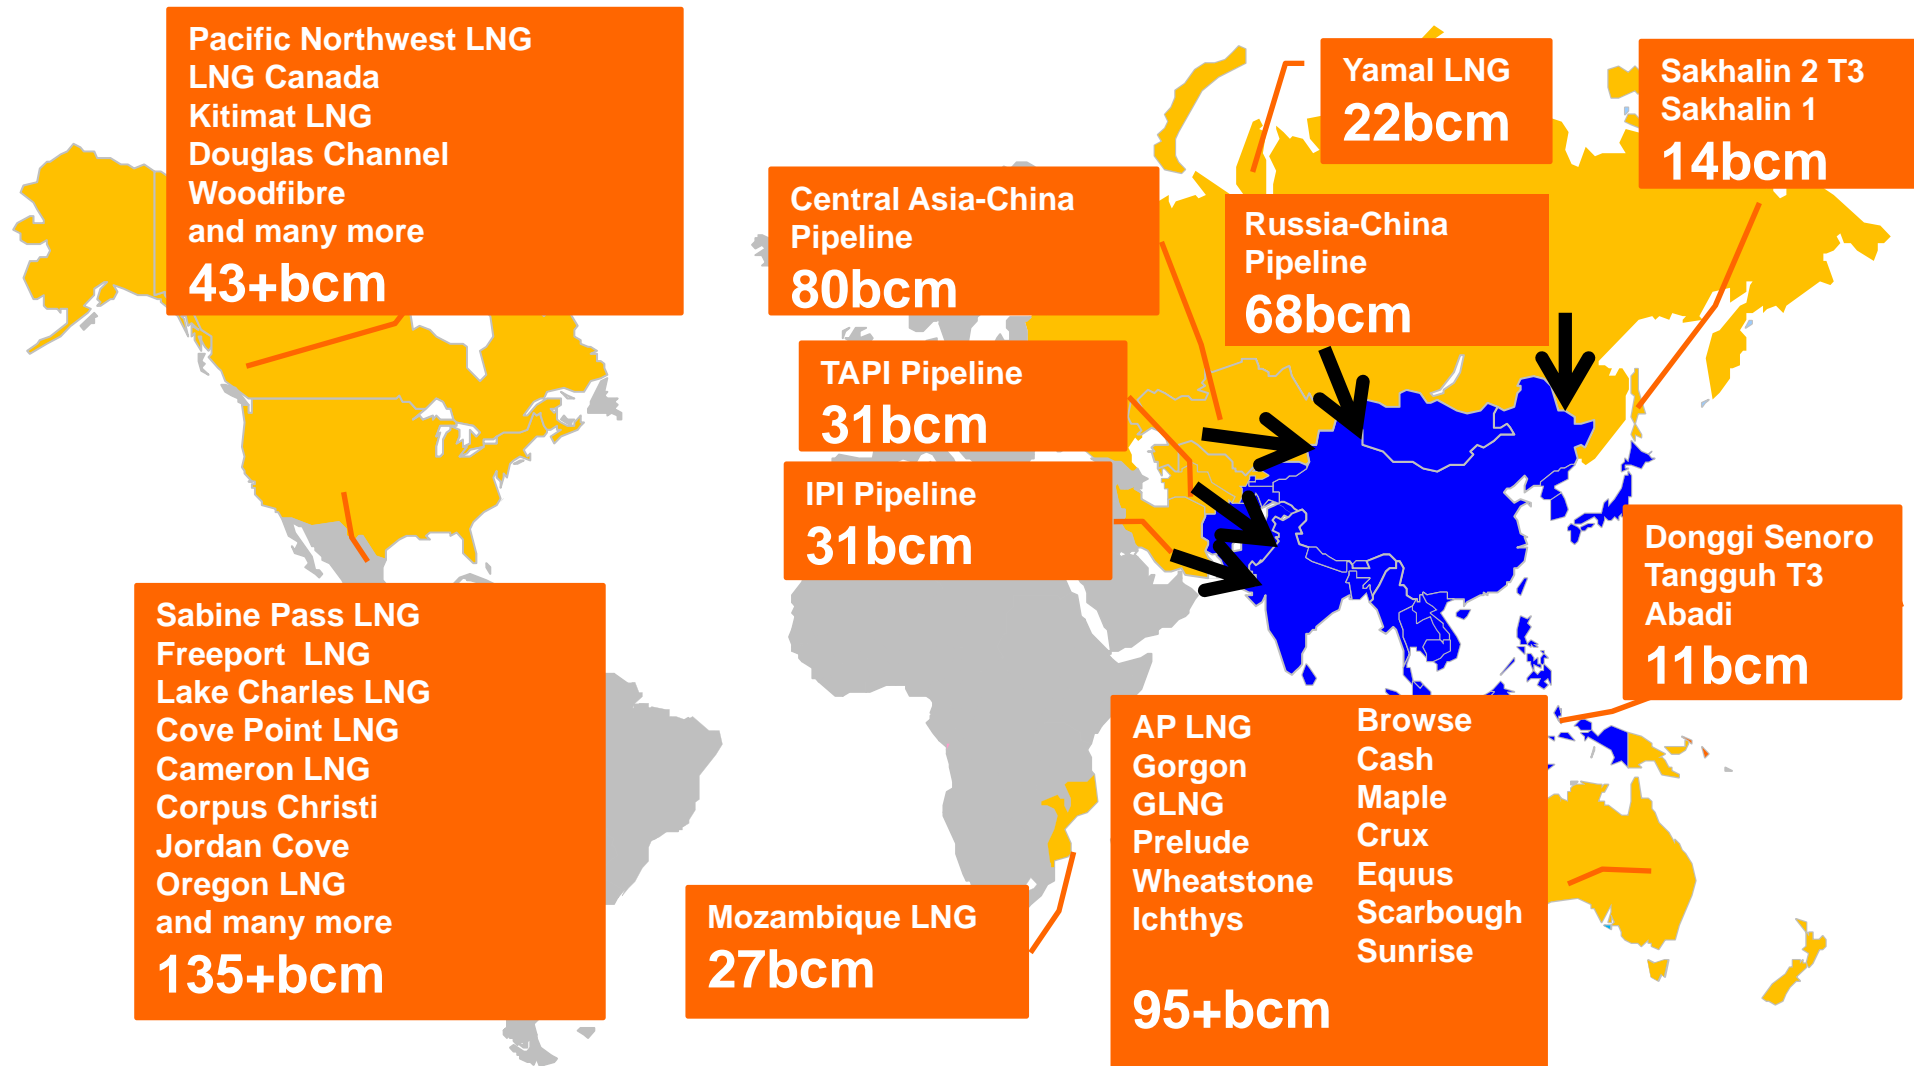 Pacific Northwest LNG
LNG Canada
Kitimat LNG
Douglas Channel
Woodfibre
and many more
43+bcm
Yamal LNG
22bcm
Sakhalin 2 T3
Sakhalin 1
14bcm
Central Asia-China
Pipeline
80bcm
Russia-China
Pipeline
68bcm
TAPI Pipeline
31bcm
IPI Pipeline
31bcm
Donggi Senoro
Tangguh T3
Abadi
11bcm
Sabine Pass LNG
Freeport  LNG
Lake Charles LNG
Cove Point LNG
Cameron LNG
Corpus Christi
Jordan Cove
Oregon LNG
and many more
135+bcm
Mozambique LNG
27bcm
AP LNG
Gorgon
GLNG
Prelude
Wheatstone
Ichthys
Browse
Cash
Maple
Crux
Equus
Scarbough
Sunrise
95+bcm